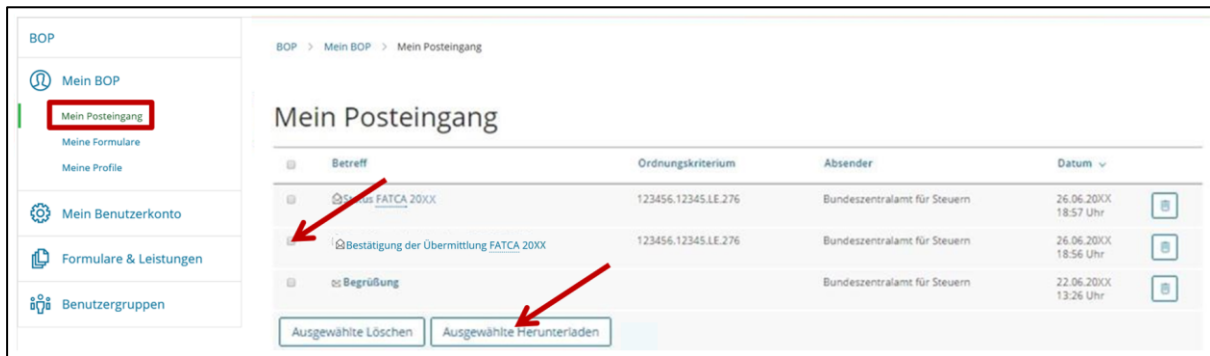 BOP
Mein BOP
Mein Posteingang
Meine Formulare
Meine Profile
Mein Benutzerkonto
Formulare & Leistungen
Benutzergruppen
BOP > Mein BOP > Mein Posteingang
Mein Posteingang
Betreff Ordnungskriterium Absender Datum
Status FATCA 20XX 123456.12345.LE.276 Bundeszentralamt für Steuern 26.06.20XX
18:57 Uhr
Bestätigung der Übermittlung FATCA 20XX 123456.12345.LE.276 Bundeszentralamt für Steuern 26.06.20XX
18:56 Uhr
Begrüßung Bundeszentralamt für Steuern 22.06.20XX
13:26 Uhr
Ausgewählte Löschen Ausgewählte Herunterladen